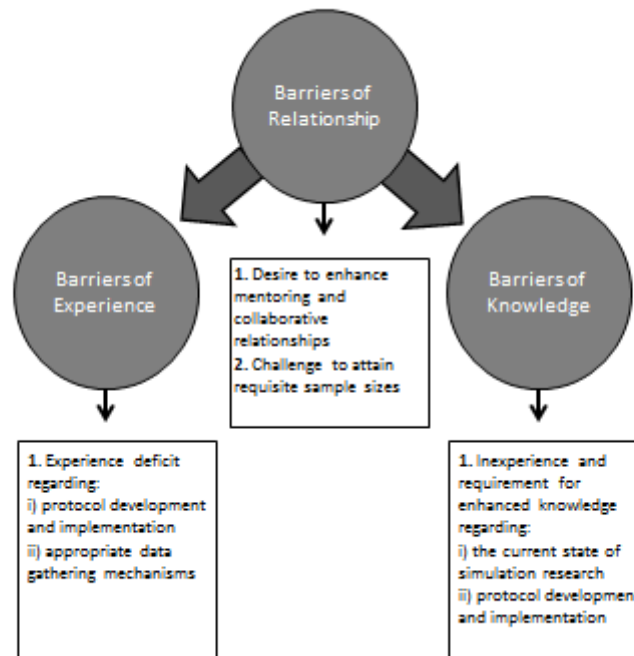 Barriers of
Relationship
Barriers of
Experience
Barriers of
Knowledge
1. Desire to enhance
mentoring and
collaborative
relationships
2. Challenge to attain
requisite sample sizes
1. Experience deficit
regarding:
i) protocol development
and implementation
ii) appropriate data
gathering mechanisms
1. Inexperience and
requirement for
enhanced knowledge
regarding:
i) the current state of
simulation research
ii) protocol development
and implementation